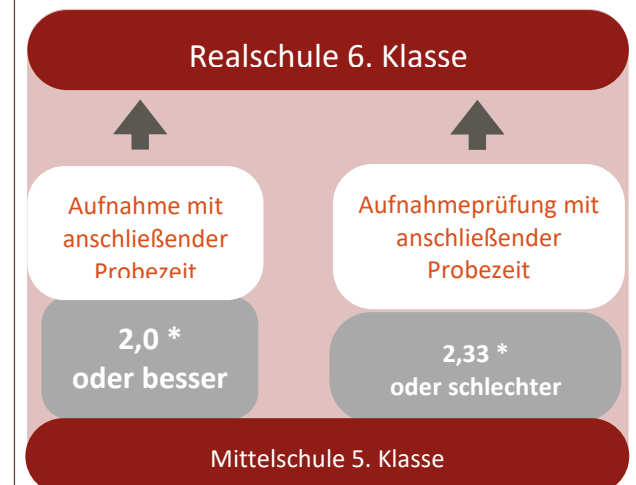 Realschule 6. Klasse
Aufnahme mit
anschließender
Probezeit
Aufnahmeprüfung mit
anschließender
Probezeit
2,0 *
oder besser
2,33 *
oder schlechter
Mittelschule 5. Klasse